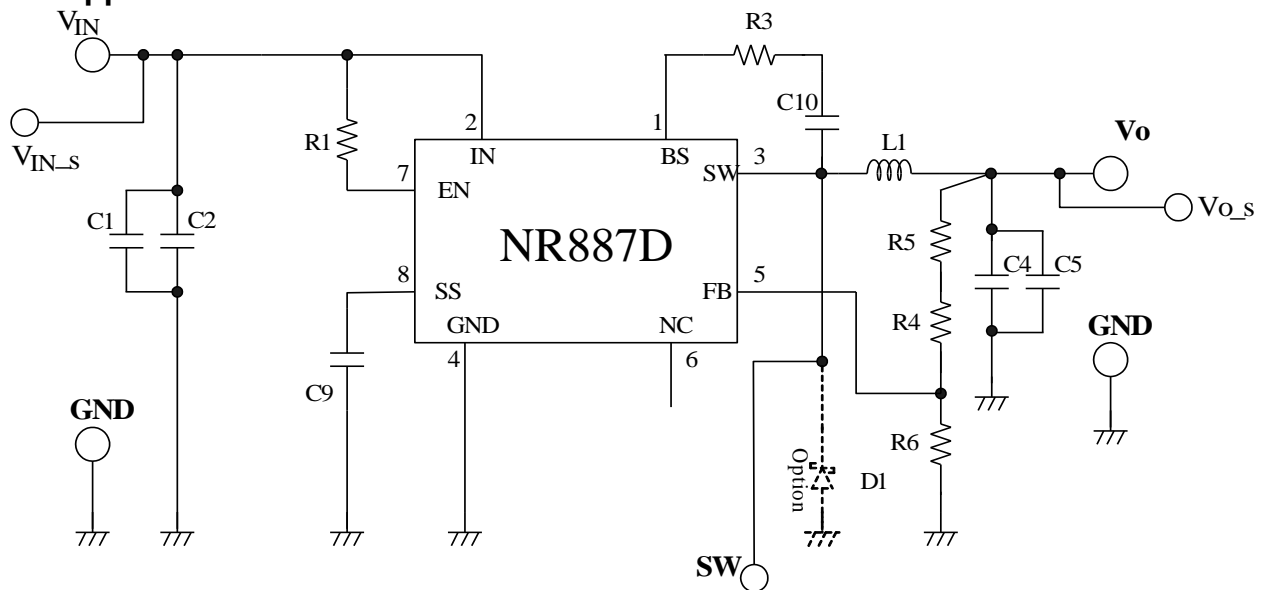 VIN
R3
C10
VIN_S
R1
2
1
L1
Vo
IN
BS
SW
3
7
EN
Vo_s
C1
C2
NR887D
R5
C4
C5
8
SS
FB
5
GND
NC
R4
GND
4
6
C9
GND
R6
Option
D1
SW